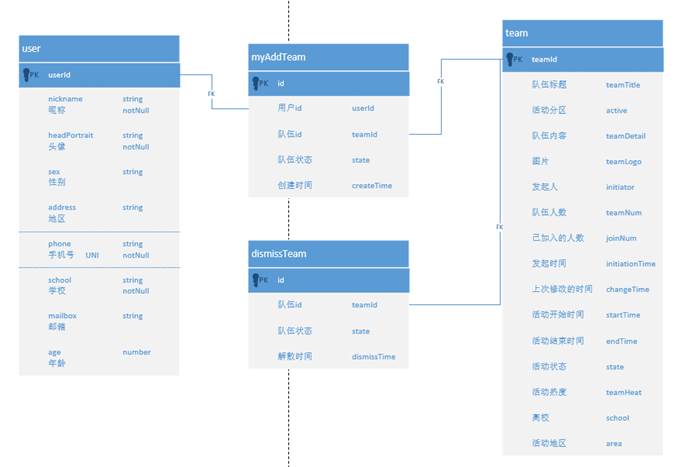 user
PK userId
nickname string
昵称 notNull
headPortrait string
头像 notNull
sex string
性别
address string
地区
phone string
手机号 UNI notNull
school string
学校 notNull
mailbox string
邮箱
age number
年龄
FK
myAddTeam
PK id
用户id userId
队伍id teamId
队伍状态 state
创建时间 createTime
dismissTeam
PK id
队伍id teamId
队伍状态 state
解散时间 dismissTime
FK
FK
team
PK teamId
队伍标题 teamTitle
活动分区 active
队伍内容 teamDetail
图片 teamLogo
发起人 initiator
队伍人数 teamNum
已加入的人数 joinNum
发起时间 initiationTime
上次修改的时间 changeTime
活动开始时间 startTime
活动结束时间 endTime
活动状态 state
活动热度 teamHeat
高校 school
活动地区 area